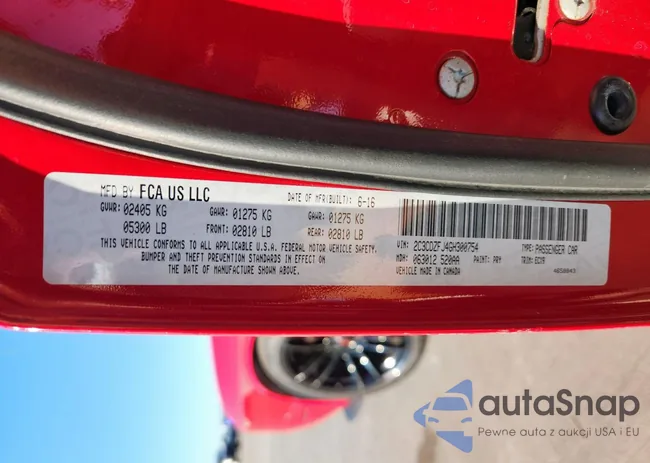 MFD BY FCA US LLC
DATE OF MFR(BUILT): 6-16
GVWR: 02405 KG
GAWR: 01275 KG
GAWR: 01275 KG
05300 LB
FRONT: 02810 LB
REAR: 02810 LB
THIS VEHICLE CONFORMS TO ALL APPLICABLE U.S.A. FEDERAL MOTOR VEHICLE SAFETY,
BUMPER AND THEFT PREVENTION STANDARDS IN EFFECT ON
THE DATE OF MANUFACTURE SHOWN ABOVE.
VIN: 2C3CDZFJ4GH300754
TYPE: PASSENGER CAR
MDH: 063012 520AA
PAINT: PRY
TRIM:
VEHICLE MADE IN CANADA
autaSnap
Pewne auta z aukcji USA i EU